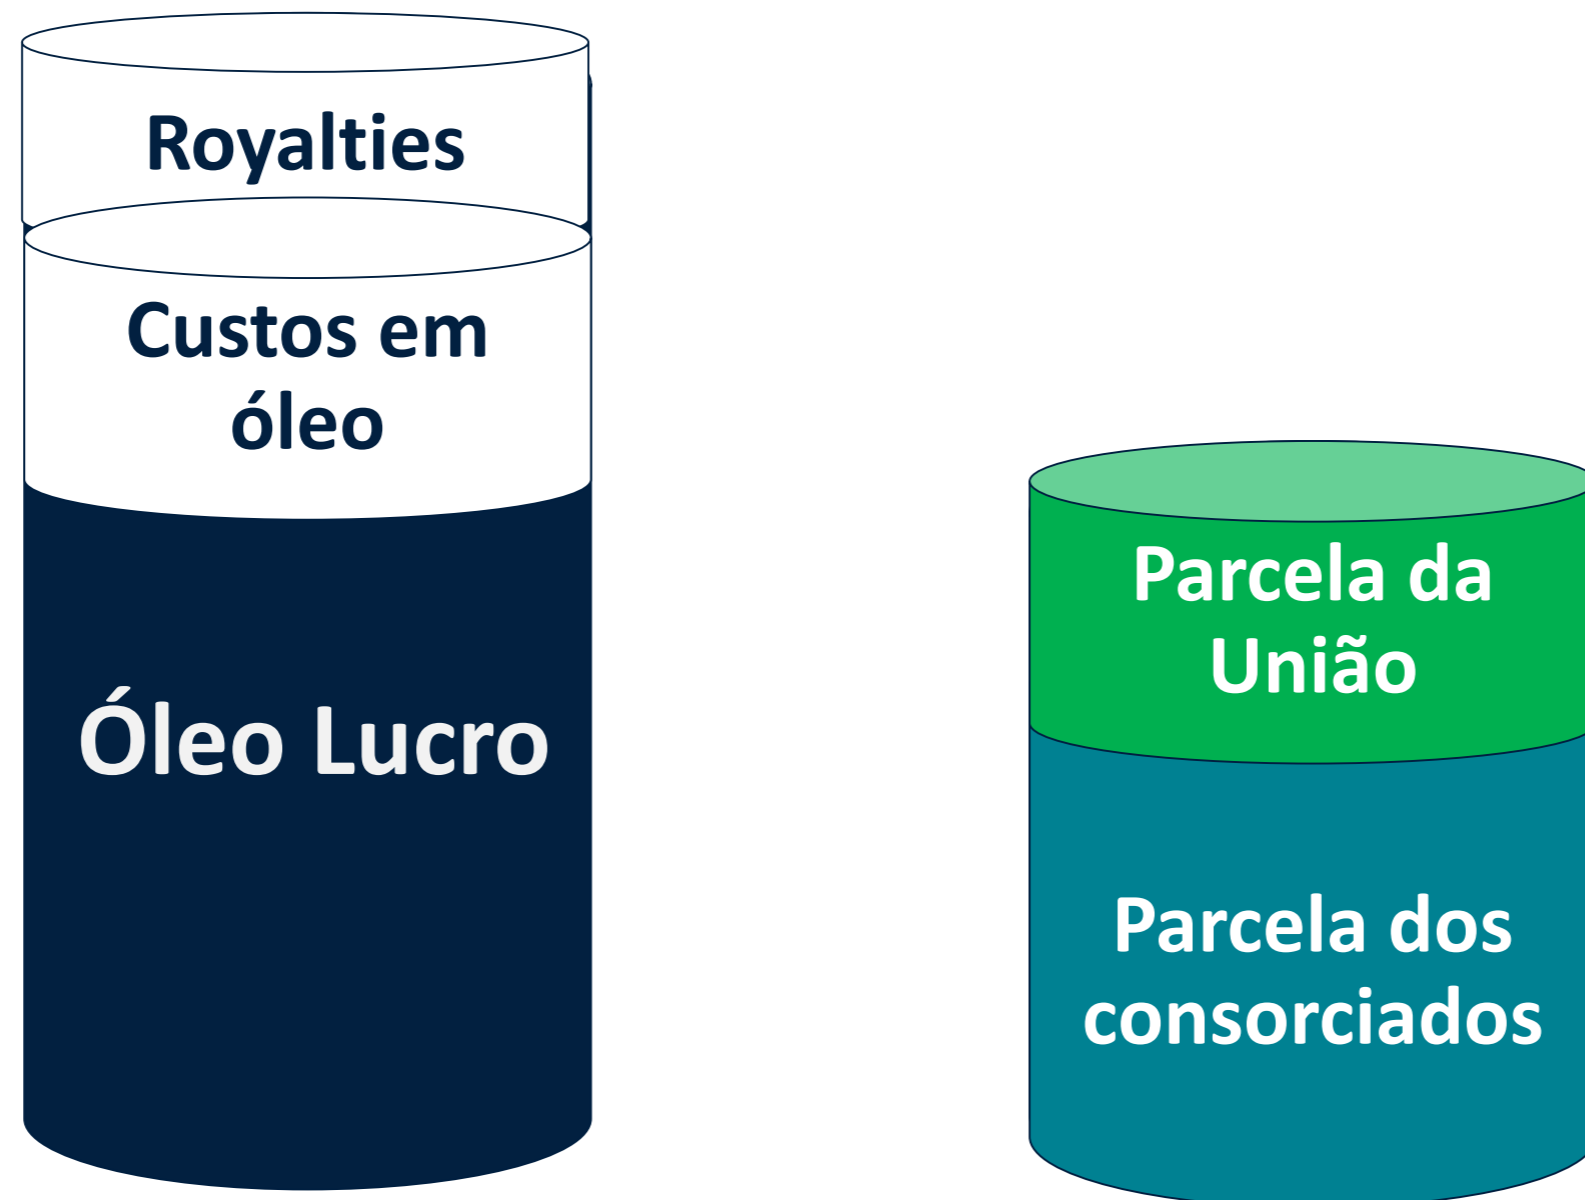 Royalties
Custos em
óleo
Óleo Lucro
Parcela da
União
Parcela dos
consorciados